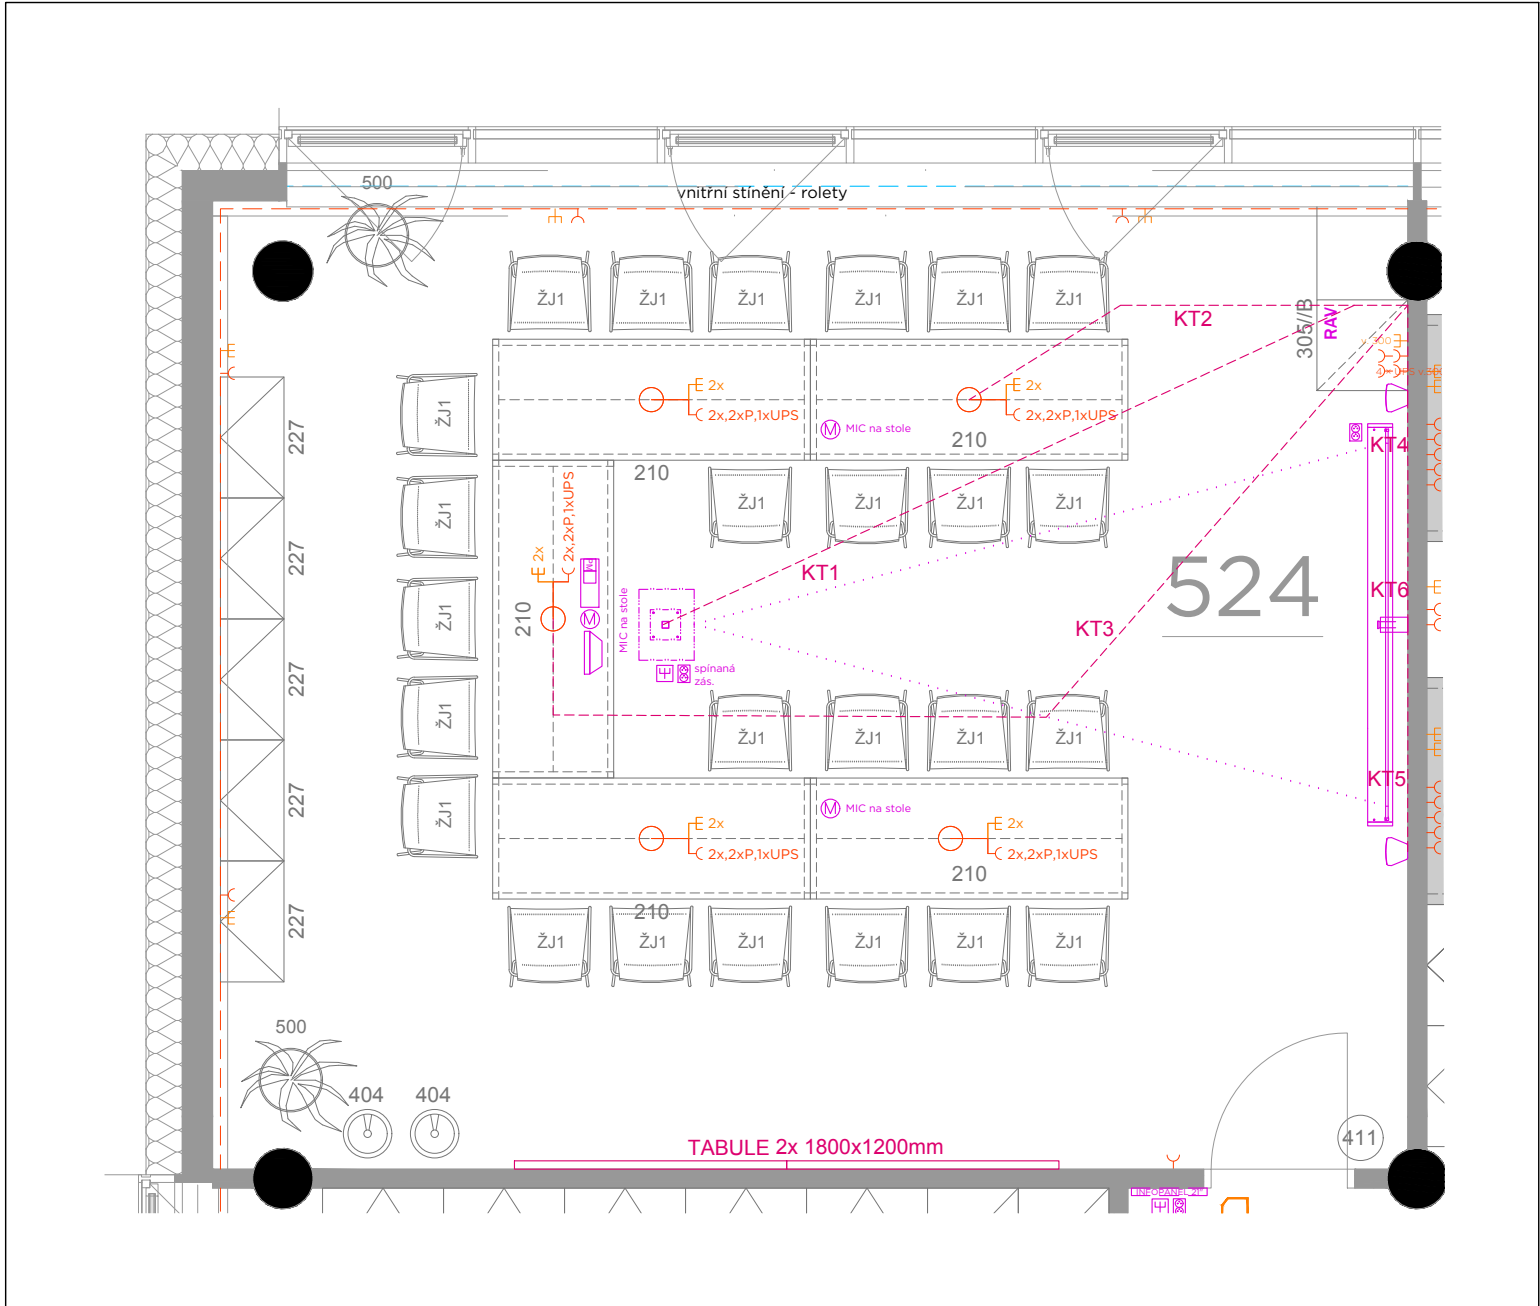 500
vnitřní stínění - rolety
ŽJ1 ŽJ1 ŽJ1 ŽJ1 ŽJ1 ŽJ1
KT2
305//B
RAV
v.300
E 2x
2x,2xP,1xUPS
E 2x
2x,2xP,1xUPS
M MIC na stole
210
210
KT4
227
227
227
227
227
ŽJ1
ŽJ1
ŽJ1
ŽJ1
ŽJ1
ŽJ1 ŽJ1 ŽJ1 ŽJ1
E 2x
2x,2xP,1xUPS
210
M
MIC na stole
spínaná
zás.
KT1
524
KT6
KT3
ŽJ1 ŽJ1 ŽJ1 ŽJ1
KT5
M MIC na stole
E 2x
2x,2xP,1xUPS
E 2x
2x,2xP,1xUPS
210
210
ŽJ1 ŽJ1 ŽJ1 ŽJ1 ŽJ1 ŽJ1
500
404 404
411
TABULE 2x 1800x1200mm
INFOPANEL 21"